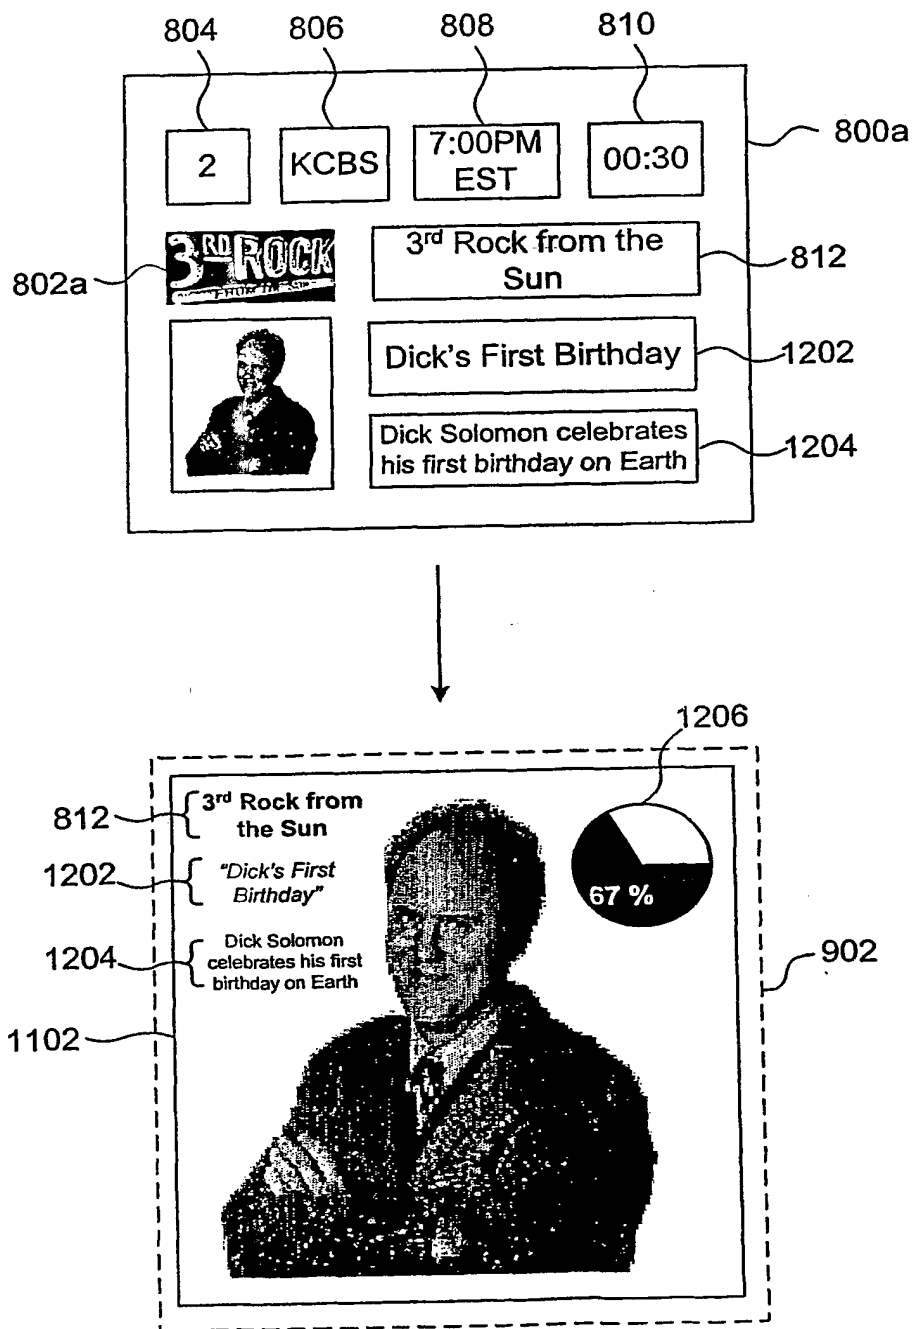 804
806
808
810
800a
2
KCBS
7:00PM
EST
00:30
802a
3RD ROCK
3rd Rock from the
Sun
812
Dick's First Birthday
1202
Dick Solomon celebrates
his first birthday on Earth
1204
1206
812
3rd Rock from
the Sun
67 %
1202
"Dick's First
Birthday"
1204
Dick Solomon
celebrates his first
birthday on Earth
902
1102